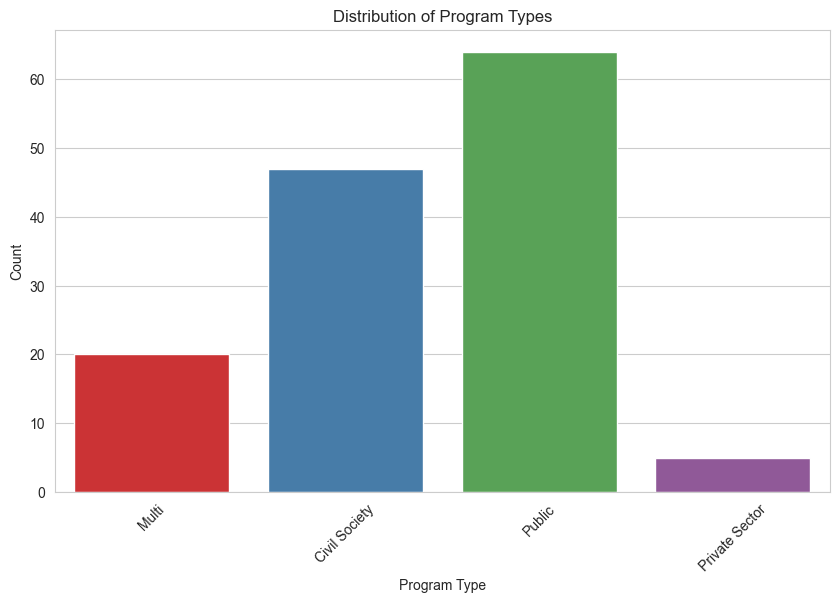 Distribution of Program Types
Count
60
50
40
30
20
10
0
Multi
Civil Society
Public
Private Sector
Program Type